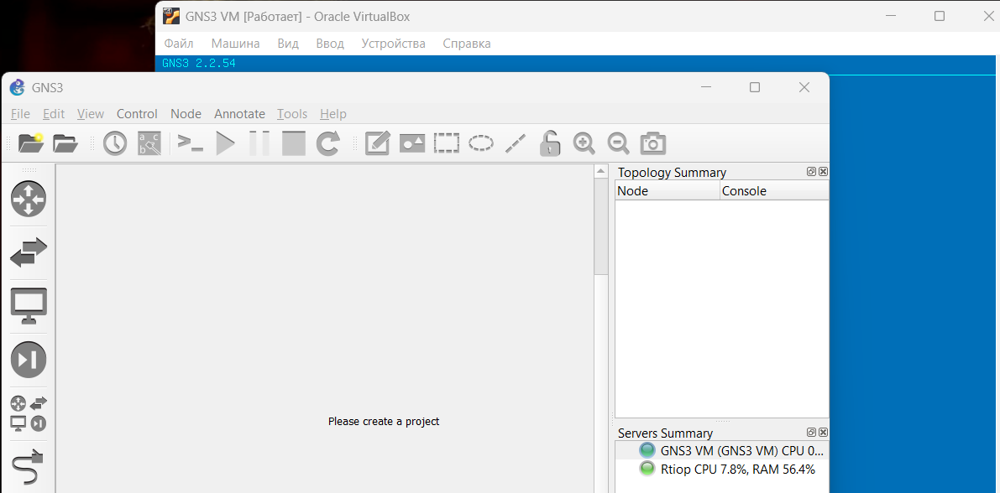 GNS3 VM [Работает] - Oracle VirtualBox
Файл Машина Вид Ввод Устройства Справка
GNS3 2.2.54
GNS3
File Edit View Control Node Annotate Tools Help
Topology Summary
Node Console
Please create a project
Servers Summary
GNS3 VM (GNS3 VM) CPU 0...
Rtiop CPU 7.8%, RAM 56.4%